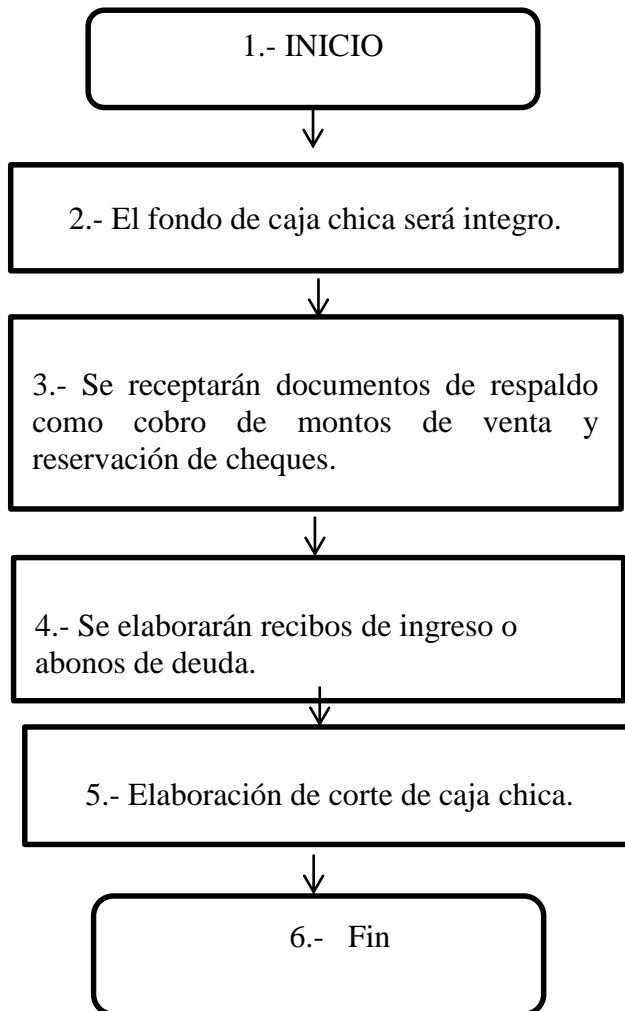 1.- INICIO
2.- El fondo de caja chica será integro.
3.- Se receptarán documentos de respaldo
como cobro de montos de venta y
reservación de cheques.
4.- Se elaborarán recibos de ingreso o
abonos de deuda.
5.- Elaboración de corte de caja chica.
6.- Fin